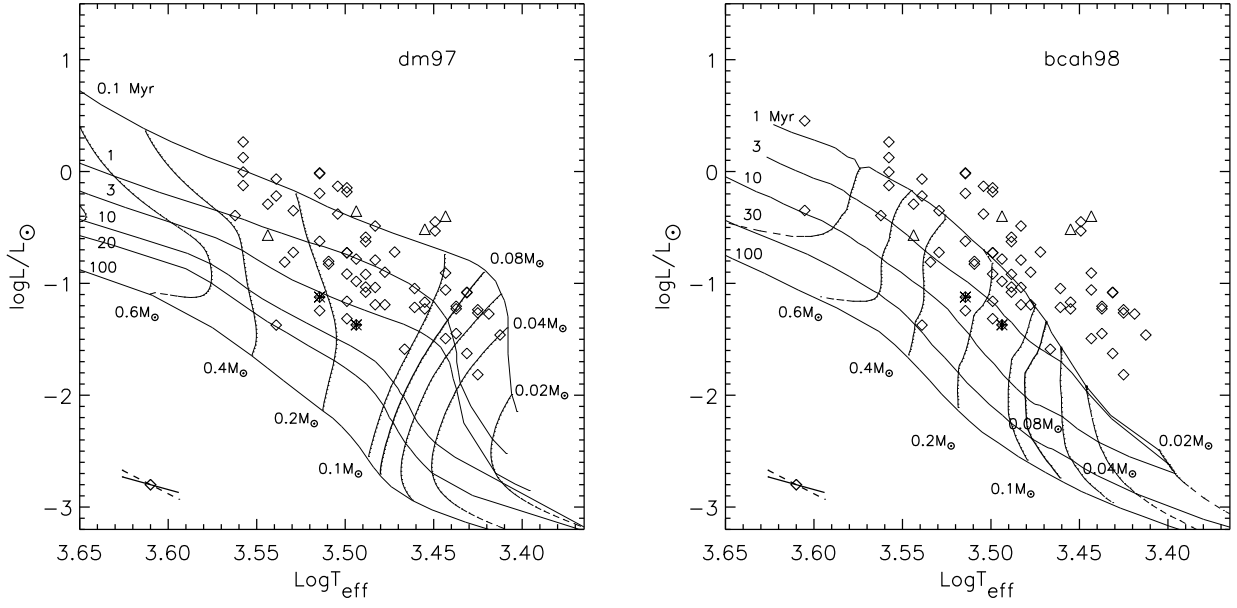 dm97
0.1 Myr
1
3
10
20
100
0.6M⊙
0.4M⊙
0.2M⊙
0.1M⊙
0.08M⊙
0.04M⊙
0.02M⊙
1
0
−1
−2
−3
logL/L⊙
3.65 3.60 3.55 3.50 3.45 3.40
LogTeff
bcah98
1 Myr
3
10
30
100
0.6M⊙
0.4M⊙
0.2M⊙
0.1M⊙
0.08M⊙
0.04M⊙
0.02M⊙
1
0
−1
−2
−3
logL/L⊙
3.65 3.60 3.55 3.50 3.45 3.40
LogTeff